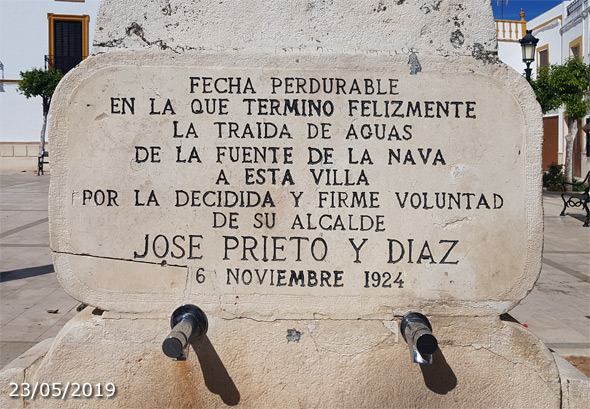 FECHA PERDURABLE
EN LA QUE TERMINO FELIZMENTE
LA TRAIDA DE AGUAS
DE LA FUENTE DE LA NAVA
A ESTA VILLA
POR LA DECIDIDA Y FIRME VOLUNTAD
DE SU ALCALDE
JOSE PRIETO Y DIAZ
6 NOVIEMBRE 1924
23/05/2019